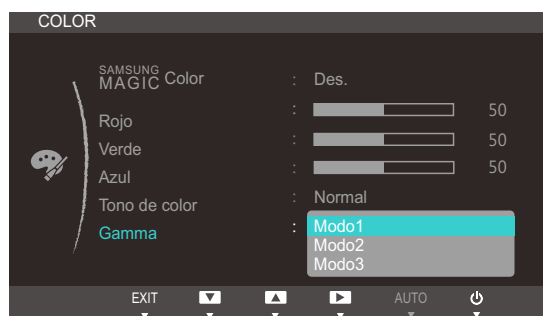 COLOR
SAMSUNG
MAGIC Color : Des.
Rojo : 50
Verde : 50
Azul : 50
Tono de color : Normal
Gamma : Modo1
Modo2
Modo3
EXIT AUTO